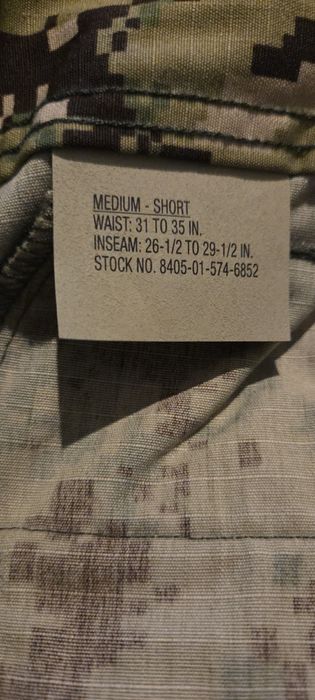 MEDIUM - SHORT
WAIST: 31 TO 35 IN.
INSEAM: 26-1/2 TO 29-1/2 IN.
STOCK NO. 8405-01-574-6852